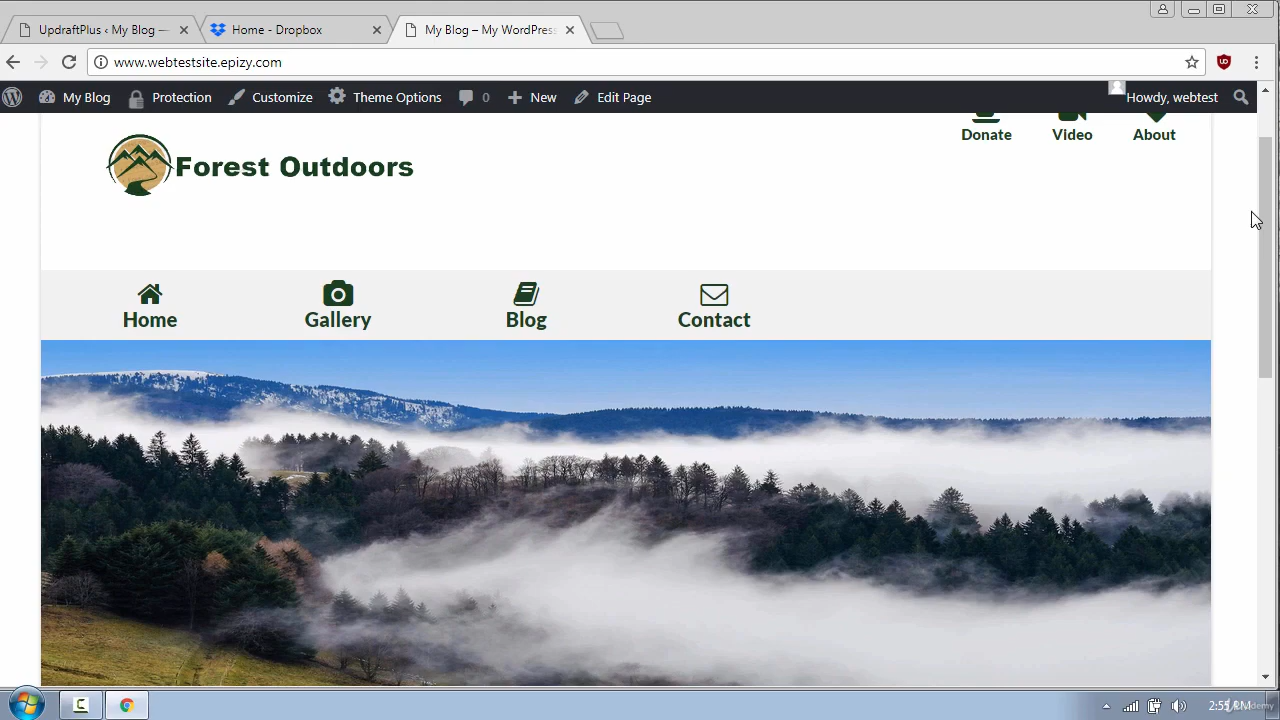 UpdraftPlus ‹ My Blog —
Home - Dropbox
My Blog – My WordPress
www.webtestsite.epizy.com
My Blog
Protection
Customize
Theme Options
0
New
Edit Page
Howdy, webtest
Donate
Video
About
Forest Outdoors
Home
Gallery
Blog
Contact